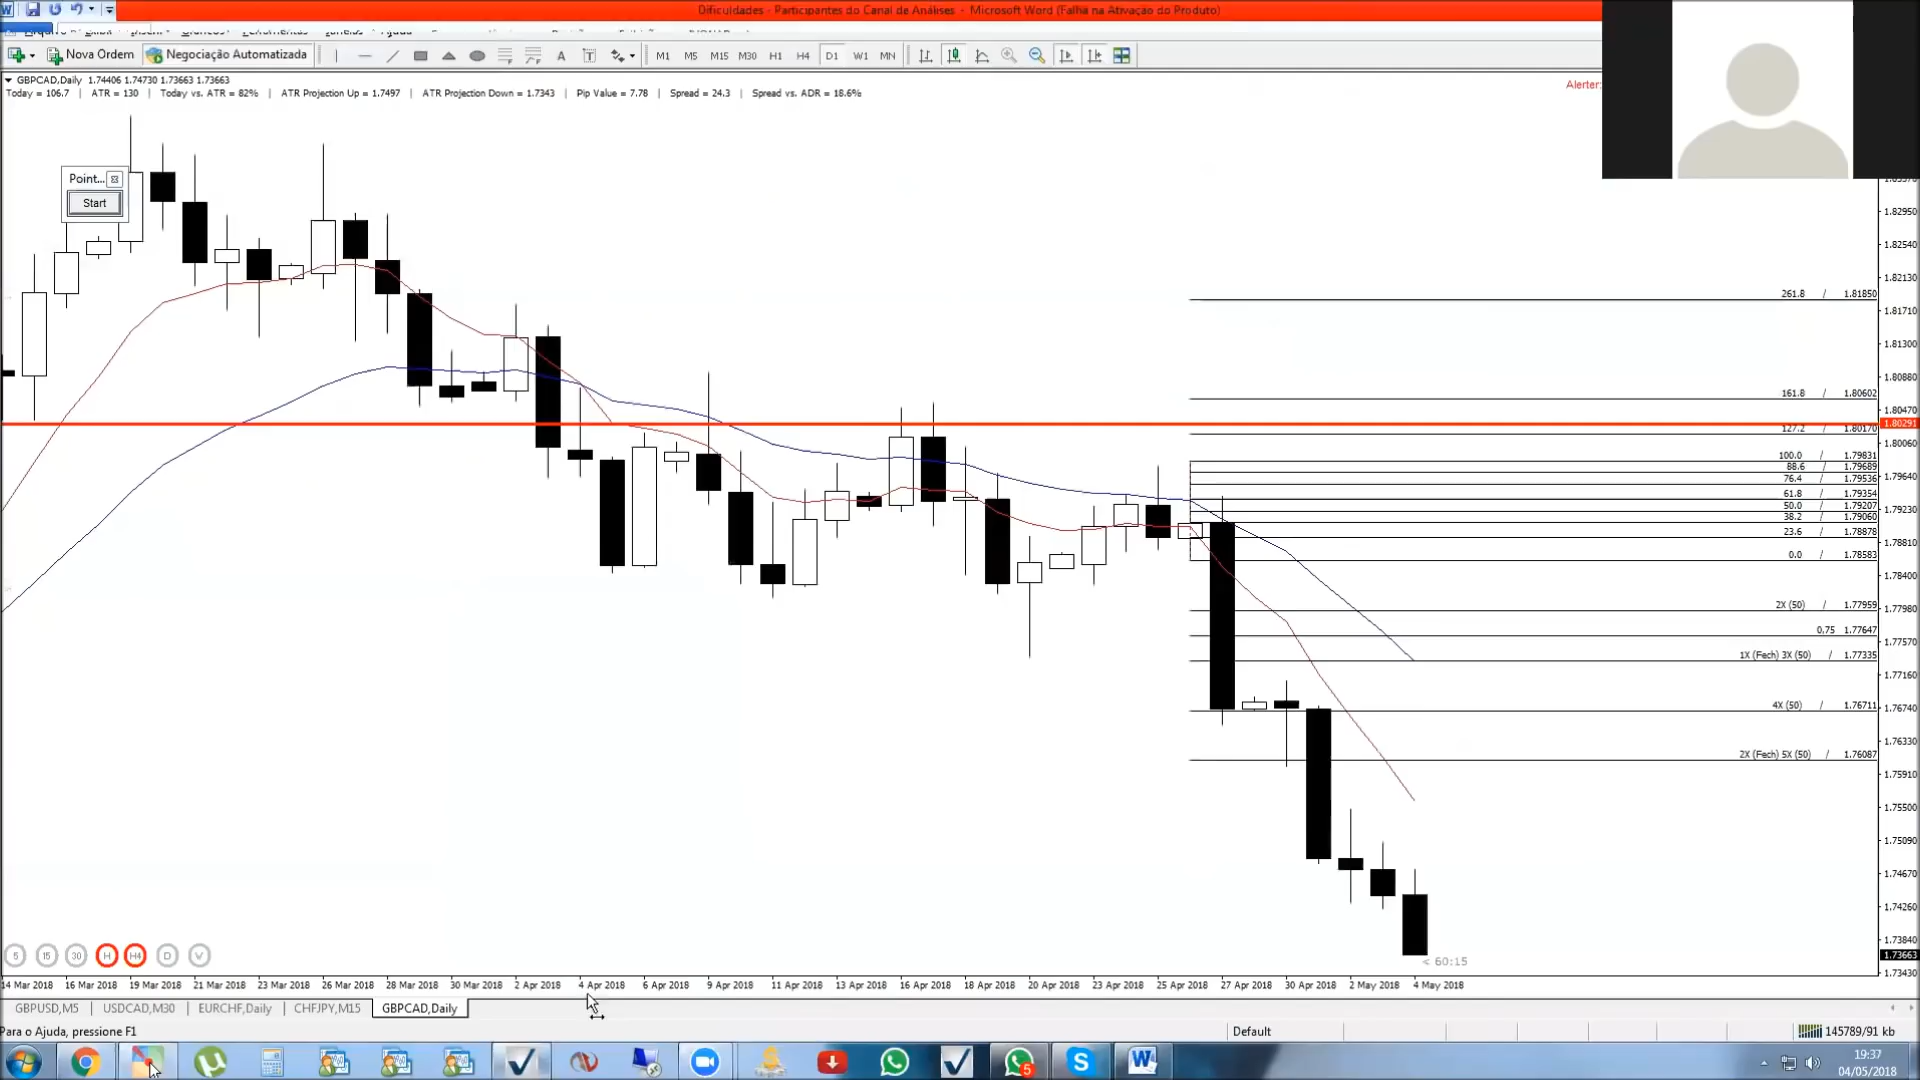 Dificuldades - Participantes do Canal de Análises - Microsoft Word (Falha na Ativação do Produto)
Nova Ordem
Negociação Automatizada
M1 M5 M15 M30 H1 H4 D1 W1 MN
GBPCAD,Daily 1.74406 1.74730 1.73663 1.73663
Today = 106.7 | ATR = 130 | Today vs. ATR = 82% | ATR Projection Up = 1.7497 | ATR Projection Down = 1.7343 | Pip Value = 7.78 | Spread = 24.3 | Spread vs. ADR = 18.6%
Alerter:
Point...
Start
1.82950
1.82540
1.82130
261.8 / 1.81850
1.81710
1.81300
1.80880
161.8 / 1.80602
1.80470
1.80291
127.2 / 1.80170
1.80060
100.0 / 1.79831
88.6 / 1.79689
76.4 / 1.79536
1.79640
61.8 / 1.79354
50.0 / 1.79207
1.79230
38.2 / 1.79060
23.6 / 1.78878
1.78810
0.0 / 1.78583
1.78400
2X (50) / 1.77959
1.77980
0,75 1.77647
1.77570
1X (Fech) 3X (50) / 1.77335
1.77160
4X (50) / 1.76711
1.76740
1.76330
2X (Fech) 5X (50) / 1.76087
1.75910
1.75500
1.75090
1.74670
1.74260
1.73840
1.73663
1.73430
< 60:15
5 15 30 H H4 D V
14 Mar 2018 16 Mar 2018 19 Mar 2018 21 Mar 2018 23 Mar 2018 26 Mar 2018 28 Mar 2018 30 Mar 2018 2 Apr 2018 4 Apr 2018 6 Apr 2018 9 Apr 2018 11 Apr 2018 13 Apr 2018 16 Apr 2018 18 Apr 2018 20 Apr 2018 23 Apr 2018 25 Apr 2018 27 Apr 2018 30 Apr 2018 2 May 2018 4 May 2018
GBPUSD,M5 | USDCAD,M30 | EURCHF,Daily | CHFJPY,M15 | GBPCAD,Daily
Para o Ajuda, pressione F1
Default
145789/91 kb
5
19:37
04/05/2018